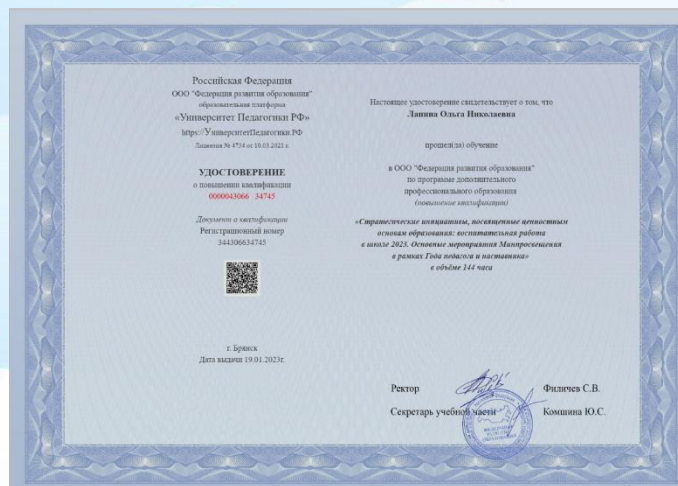 Российская Федерация
ООО "Федерация развития образования"
образовательная платформа
«Университет Педагогики РФ»
https://УниверситетПедагогики.РФ
Лицензия № 4734 от 10.03.2021 г.
УДОСТОВЕРЕНИЕ
о повышении квалификации
0000043066 34745
Документ о квалификации
Регистрационный номер
344306634745
г. Брянск
Дата выдачи 19.01.2023г.
Настоящее удостоверение свидетельствует о том, что
Лапина Ольга Николаевна
прошел(ла) обучение
в ООО "Федерация развития образования"
по программе дополнительного
профессионального образования
(повышение квалификации)
«Стратегические инициативы, посвященные ценностным
основам образования: воспитательная работа
в школе 2023. Основные мероприятия Минпросвещения
в рамках Года педагога и наставника»
в объёме 144 часа
Ректор Филичев С.В.
Секретарь учебной части Комшина Ю.С.